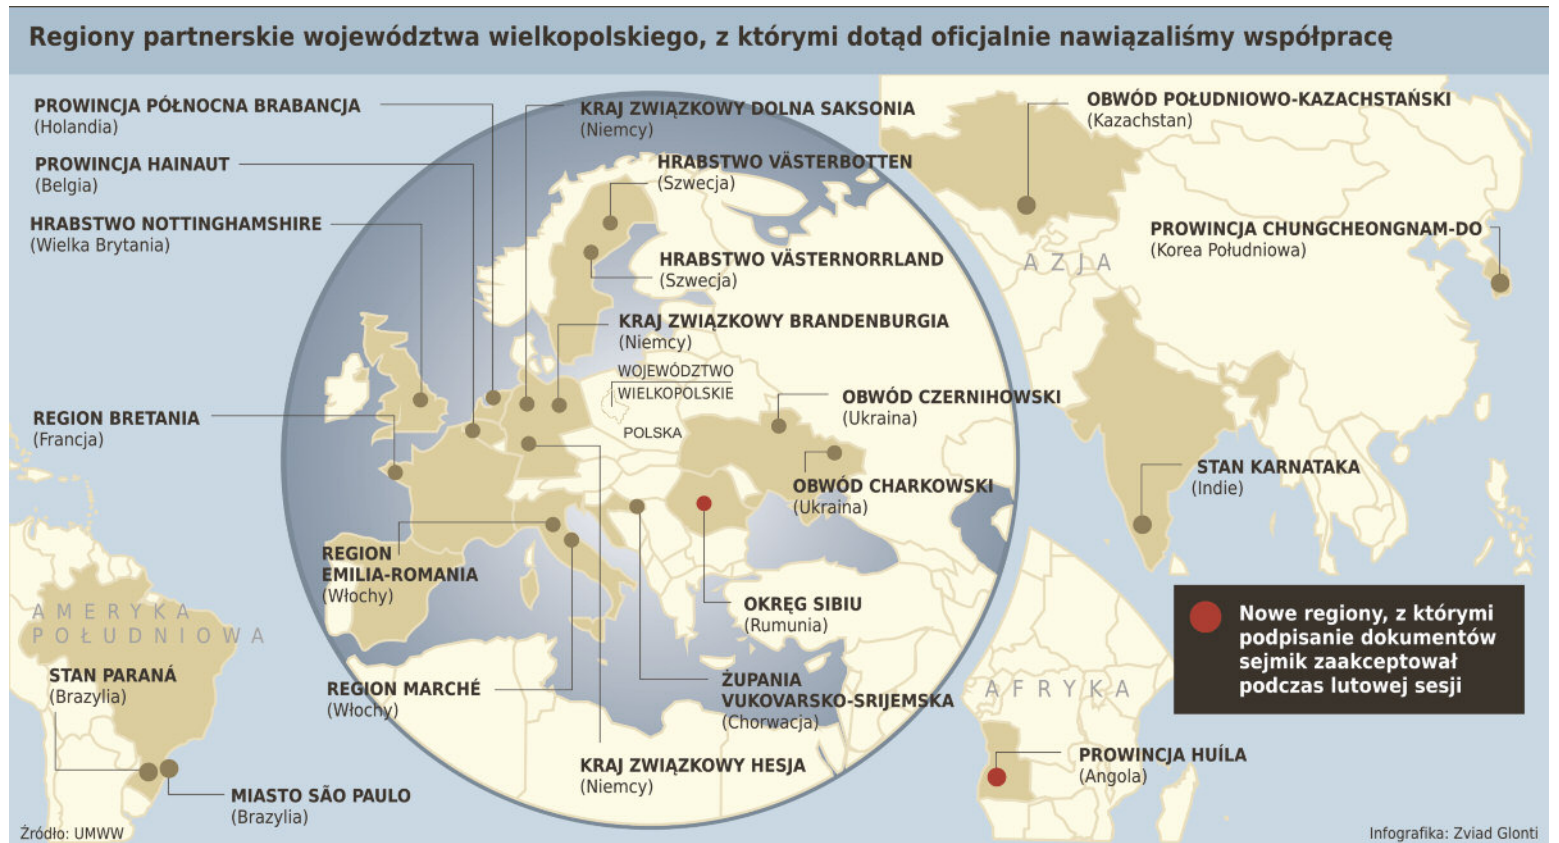 Regiony partnerskie województwa wielkopolskiego, z którymi dotąd oficjalnie nawiązaliśmy współpracę
PROWINCJA PÓŁNOCNA BRABANCJA
(Holandia)
PROWINCJA HAINAUT
(Belgia)
HRABSTWO NOTTINGHAMSHIRE
(Wielka Brytania)
REGION BRETANIA
(Francja)
KRAJ ZWIĄZKOWY DOLNA SAKSONIA
(Niemcy)
HRABSTWO VÄSTERBOTTEN
(Szwecja)
HRABSTWO VÄSTERNORRLAND
(Szwecja)
KRAJ ZWIĄZKOWY BRANDENBURGIA
(Niemcy)
WOJEWÓDZTWO
WIELKOPOLSKIE
POLSKA
OBWÓD CZERNIHOWSKI
(Ukraina)
OBWÓD CHARKOWSKI
(Ukraina)
REGION
EMILIA-ROMANIA
(Włochy)
OKRĘG SIBIU
(Rumunia)
REGION MARCHÉ
(Włochy)
ŻUPANIA
VUKOVARSKO-SRIJEMSKA
(Chorwacja)
KRAJ ZWIĄZKOWY HESJA
(Niemcy)
AMERYKA
POŁUDNIOWA
STAN PARANÁ
(Brazylia)
MIASTO SÃO PAULO
(Brazylia)
OBWÓD POŁUDNIOWO-KAZACHSTAŃSKI
(Kazachstan)
PROWINCJA CHUNGCHEONGNAM-DO
(Korea Południowa)
AZJA
STAN KARNATAKA
(Indie)
Nowe regiony, z którymi
podpisanie dokumentów
sejmik zaakceptował
podczas lutowej sesji
AFRYKA
PROWINCJA HUÍLA
(Angola)
Źródło: UMWW
Infografika: Zviad Glonti